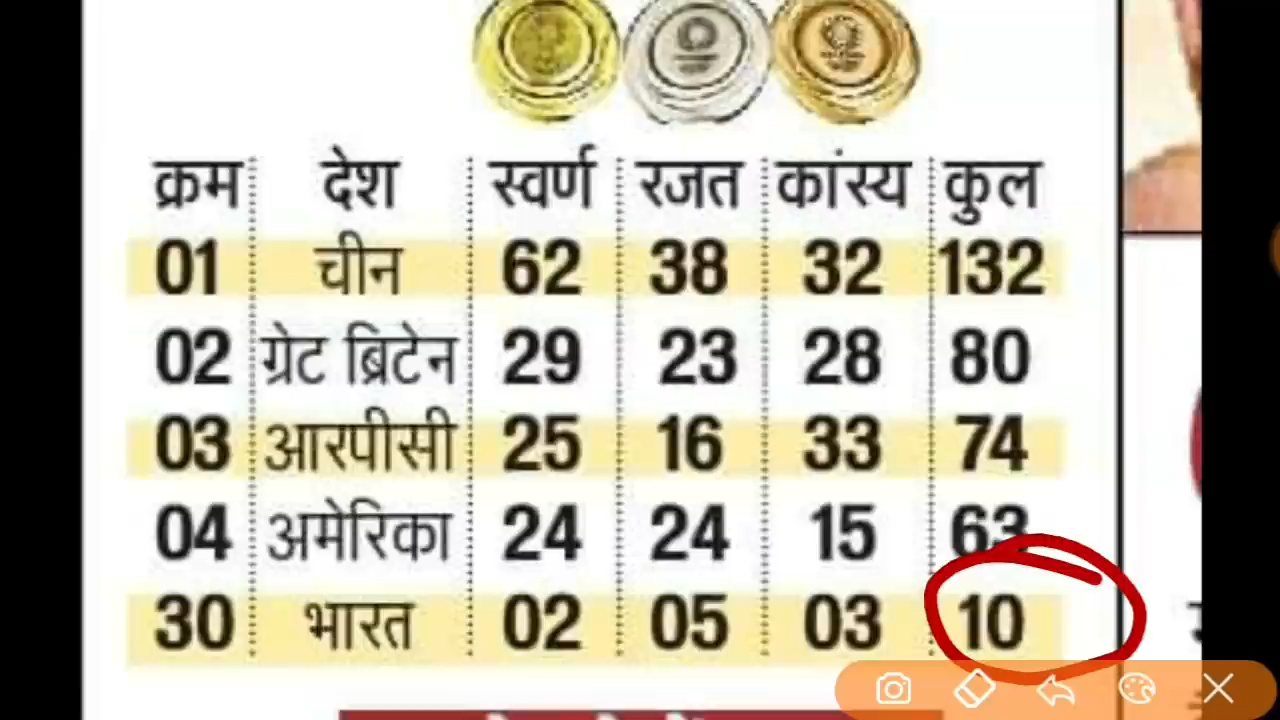 क्रम देश स्वर्ण रजत कांस्य कुल
01 चीन 62 38 32 132
02 ग्रेट ब्रिटेन 29 23 28 80
03 आरपीसी 25 16 33 74
04 अमेरिका 24 24 15 63
30 भारत 02 05 03 10